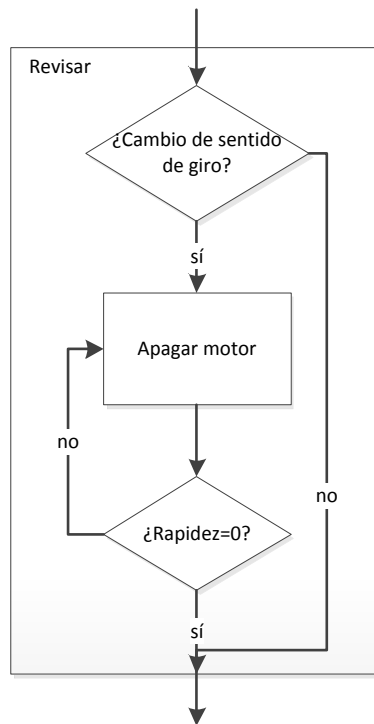 Revisar
¿Cambio de sentido
de giro?
sí
Apagar motor
no
no
¿Rapidez=0?
sí